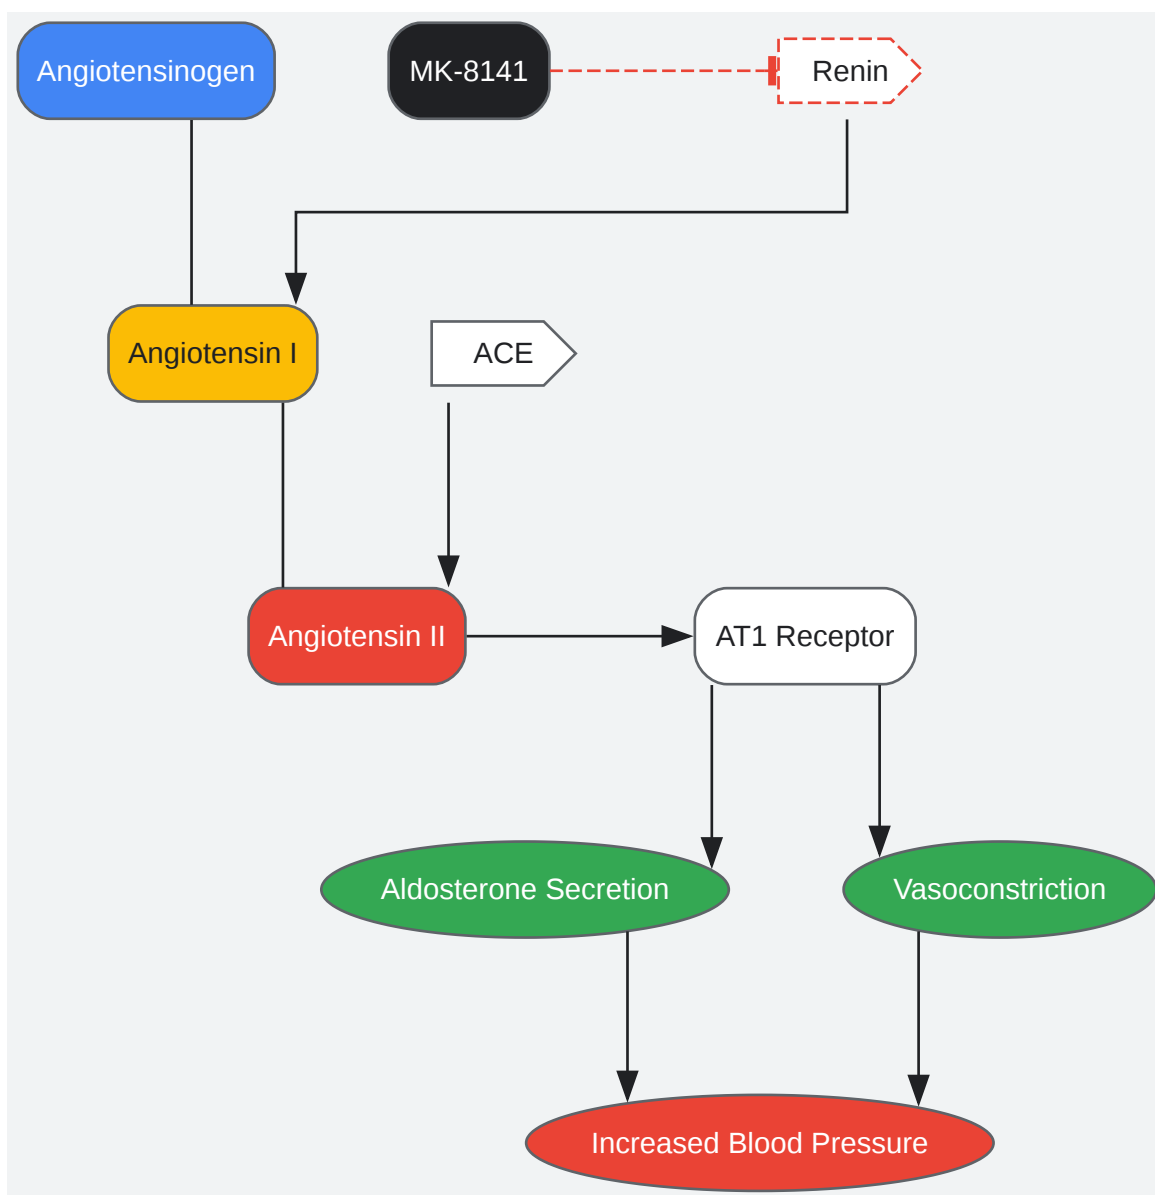 Angiotensinogen
MK-8141
Renin
Angiotensin I
ACE
Angiotensin II
AT1 Receptor
Aldosterone Secretion
Vasoconstriction
Increased Blood Pressure